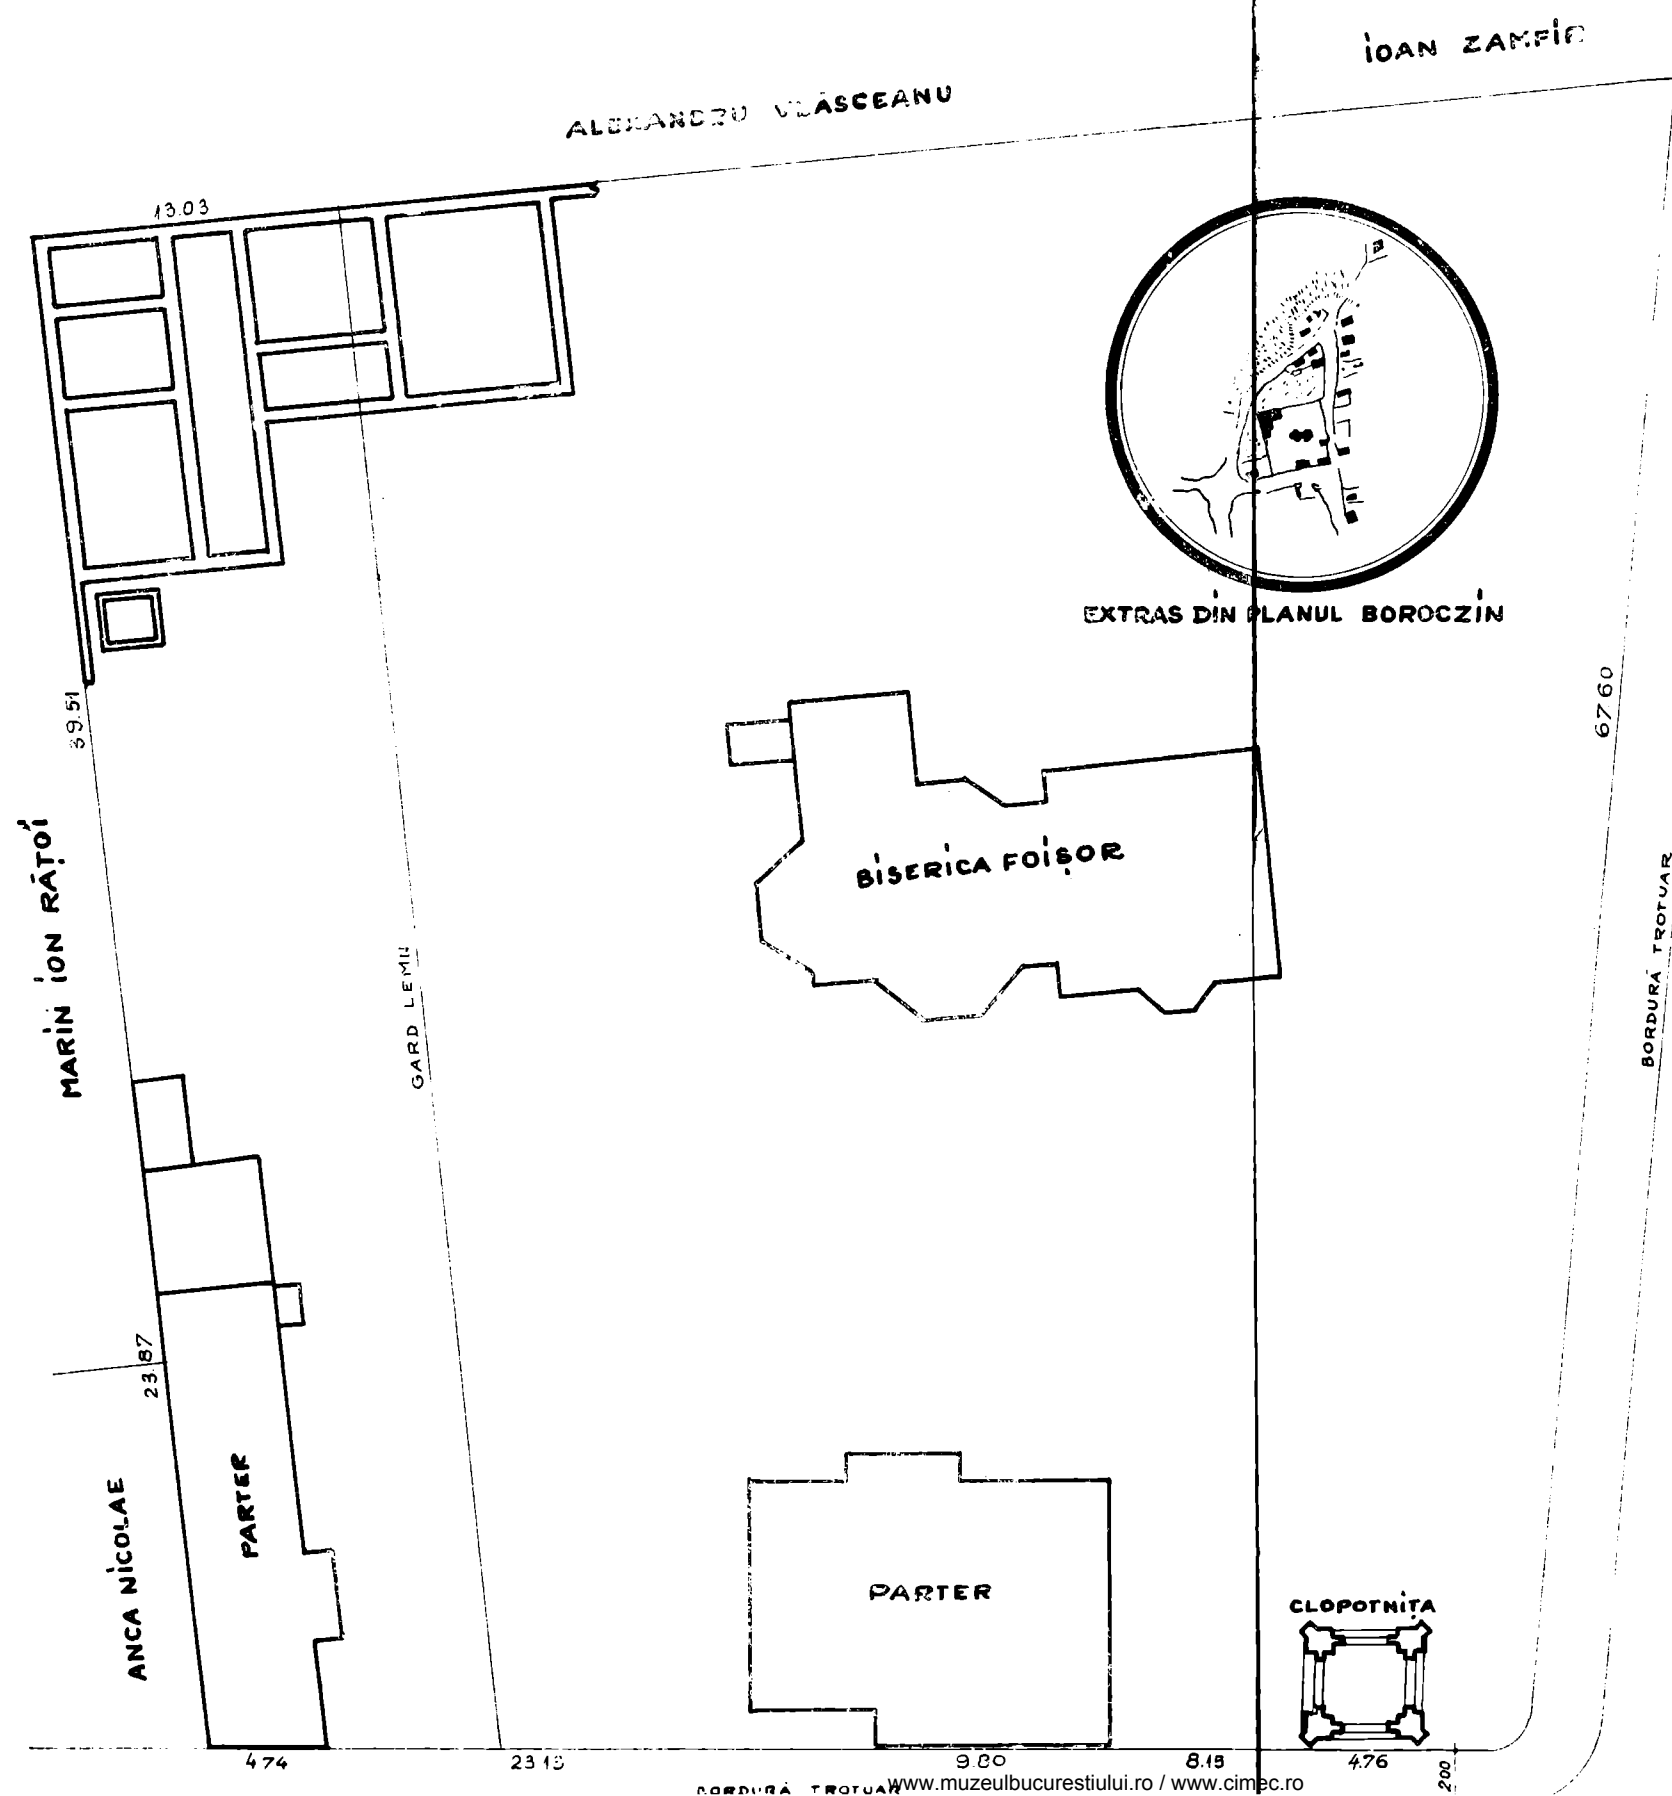 IOAN ZAMFIR
ALEXANDRU VLĂSCEANU
13.03
EXTRAS DIN PLANUL BOROCZIN
39.51
6760
MARIN ION RĂȚOI
BISERICA FOIȘOR
BORDURĂ TROTUAR
GARD LEMN
23.87
ANCA NICOLAE
PARTER
PARTER
CLOPOTNIȚA
4.74
23.15
9.80
8.15
4.76
200
BORDURĂ TROTUAR
www.muzeulbucurestiului.ro / www.cimec.ro